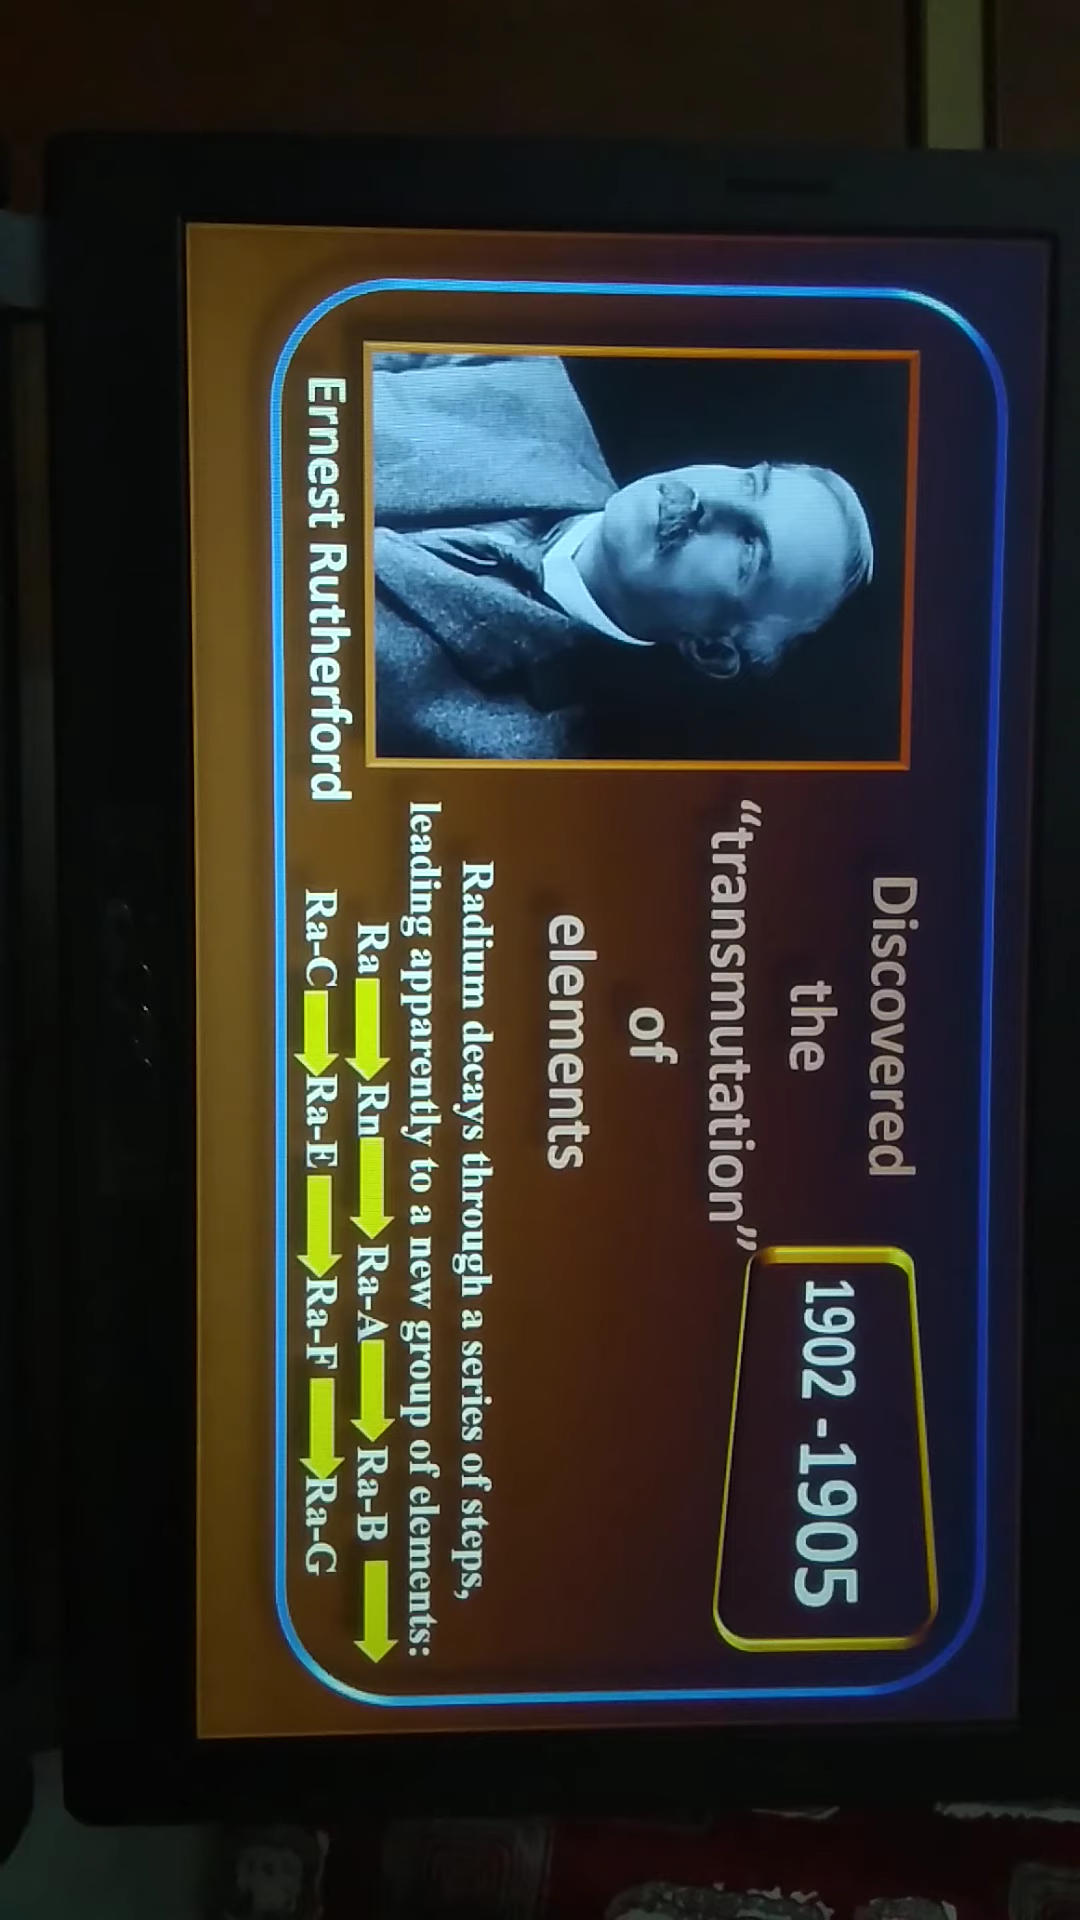 Discovered
the
“transmutation”
of
elements
1902 -1905
Radium decays through a series of steps,
leading apparently to a new group of elements:
Ra Rn Ra-A Ra-B
Ra-C Ra-E Ra-F Ra-G
Ernest Rutherford